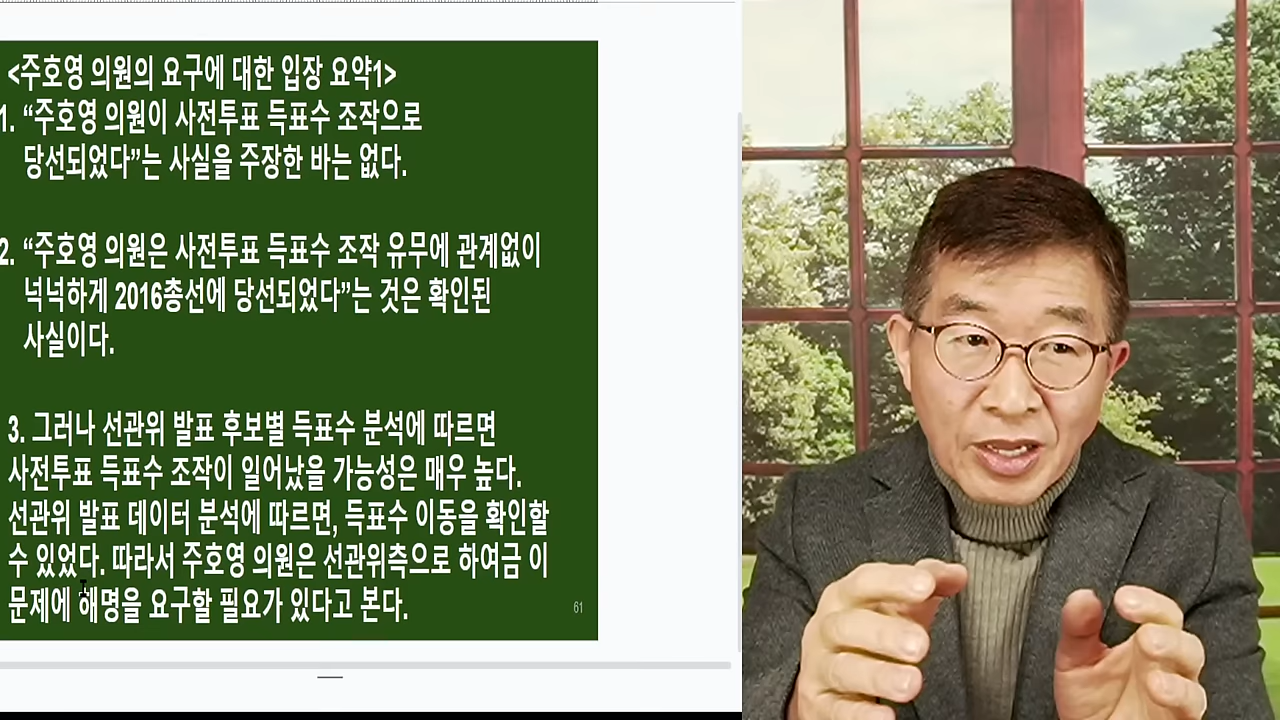 <주호영 의원의 요구에 대한 입장 요약1>
1. “주호영 의원이 사전투표 득표수 조작으로
당선되었다”는 사실을 주장한 바는 없다.
2. “주호영 의원은 사전투표 득표수 조작 유무에 관계없이
넉넉하게 2016총선에 당선되었다”는 것은 확인된
사실이다.
3. 그러나 선관위 발표 후보별 득표수 분석에 따르면
사전투표 득표수 조작이 일어났을 가능성은 매우 높다.
선관위 발표 데이터 분석에 따르면, 득표수 이동을 확인할
수 있었다. 따라서 주호영 의원은 선관위측으로 하여금 이
문제에 해명을 요구할 필요가 있다고 본다.
61